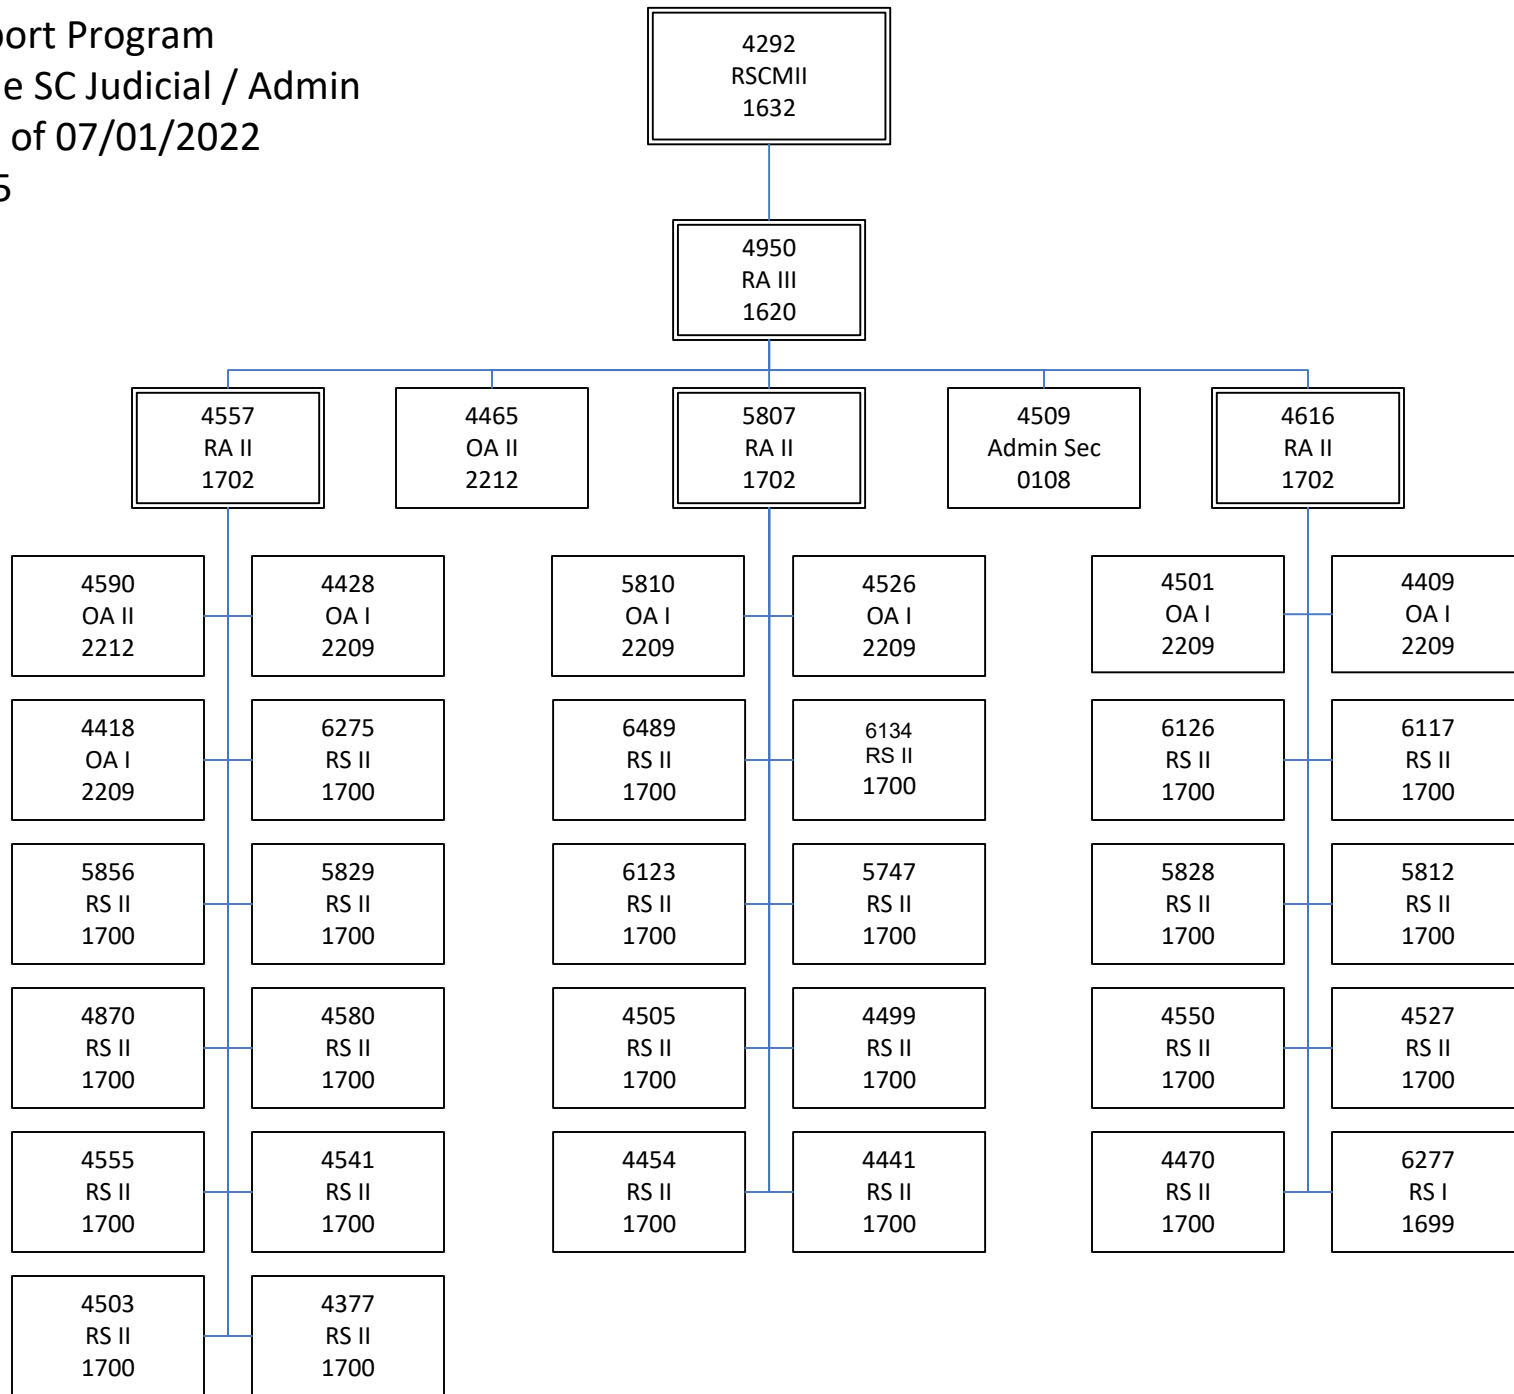 port Program
e SC Judicial / Admin
of 07/01/2022
5
4292
RSCMII
1632
4950
RA III
1620
4557
RA II
1702
4465
OA II
2212
5807
RA II
1702
4509
Admin Sec
0108
4616
RA II
1702
4590
OA II
2212
4428
OA I
2209
5810
OA I
2209
4526
OA I
2209
4501
OA I
2209
4409
OA I
2209
4418
OA I
2209
6275
RS II
1700
6489
RS II
1700
6134
RS II
1700
6126
RS II
1700
6117
RS II
1700
5856
RS II
1700
5829
RS II
1700
6123
RS II
1700
5747
RS II
1700
5828
RS II
1700
5812
RS II
1700
4870
RS II
1700
4580
RS II
1700
4505
RS II
1700
4499
RS II
1700
4550
RS II
1700
4527
RS II
1700
4555
RS II
1700
4541
RS II
1700
4454
RS II
1700
4441
RS II
1700
4470
RS II
1700
6277
RS I
1699
4503
RS II
1700
4377
RS II
1700